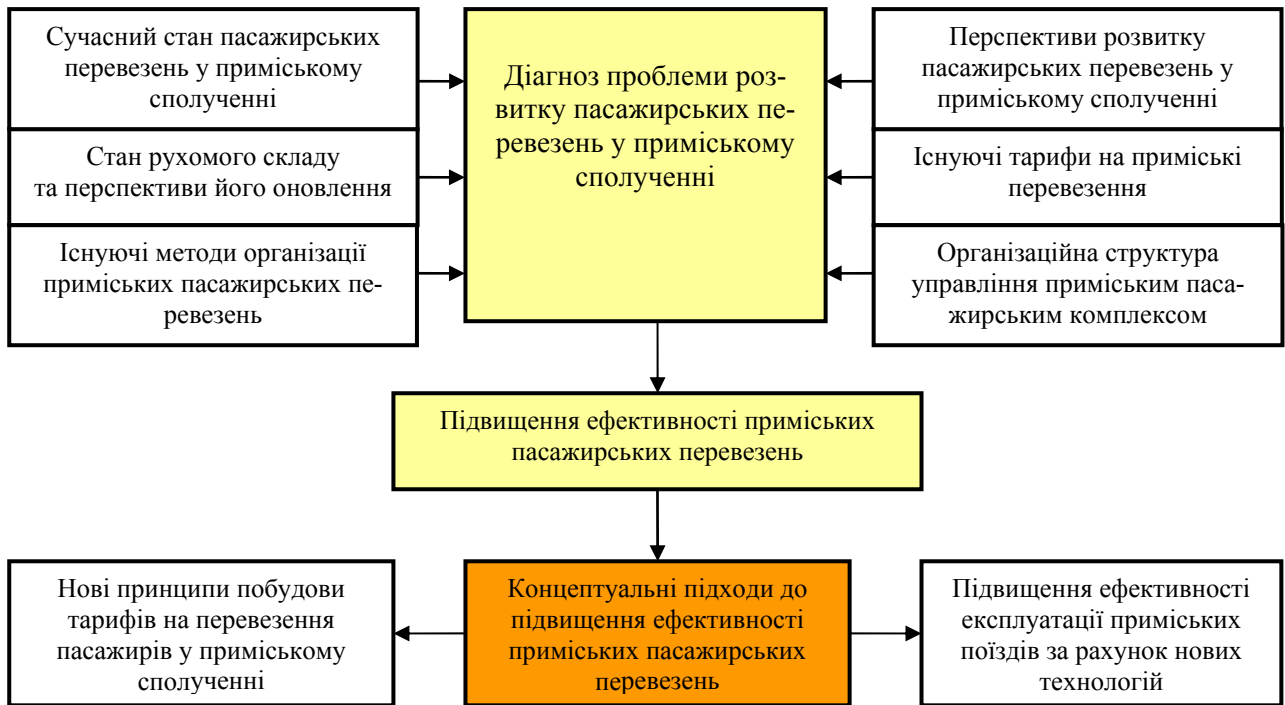 Сучасний стан пасажирських
перевезень у приміському
сполученні
Стан рухомого складу
та перспективи його оновлення
Існуючі методи організації
приміських пасажирських пе-
ревезень
Діагноз проблеми роз-
витку пасажирських пе-
ревезень у приміському
сполученні
Перспективи розвитку
пасажирських перевезень у
приміському сполученні
Існуючі тарифи на приміські
перевезення
Організаційна структура
управління приміським паса-
жирським комплексом
Підвищення ефективності приміських
пасажирських перевезень
Нові принципи побудови
тарифів на перевезення
пасажирів у приміському
сполученні
Концептуальні підходи до
підвищення ефективності
приміських пасажирських
перевезень
Підвищення ефективності
експлуатації приміських
поїздів за рахунок нових
технологій